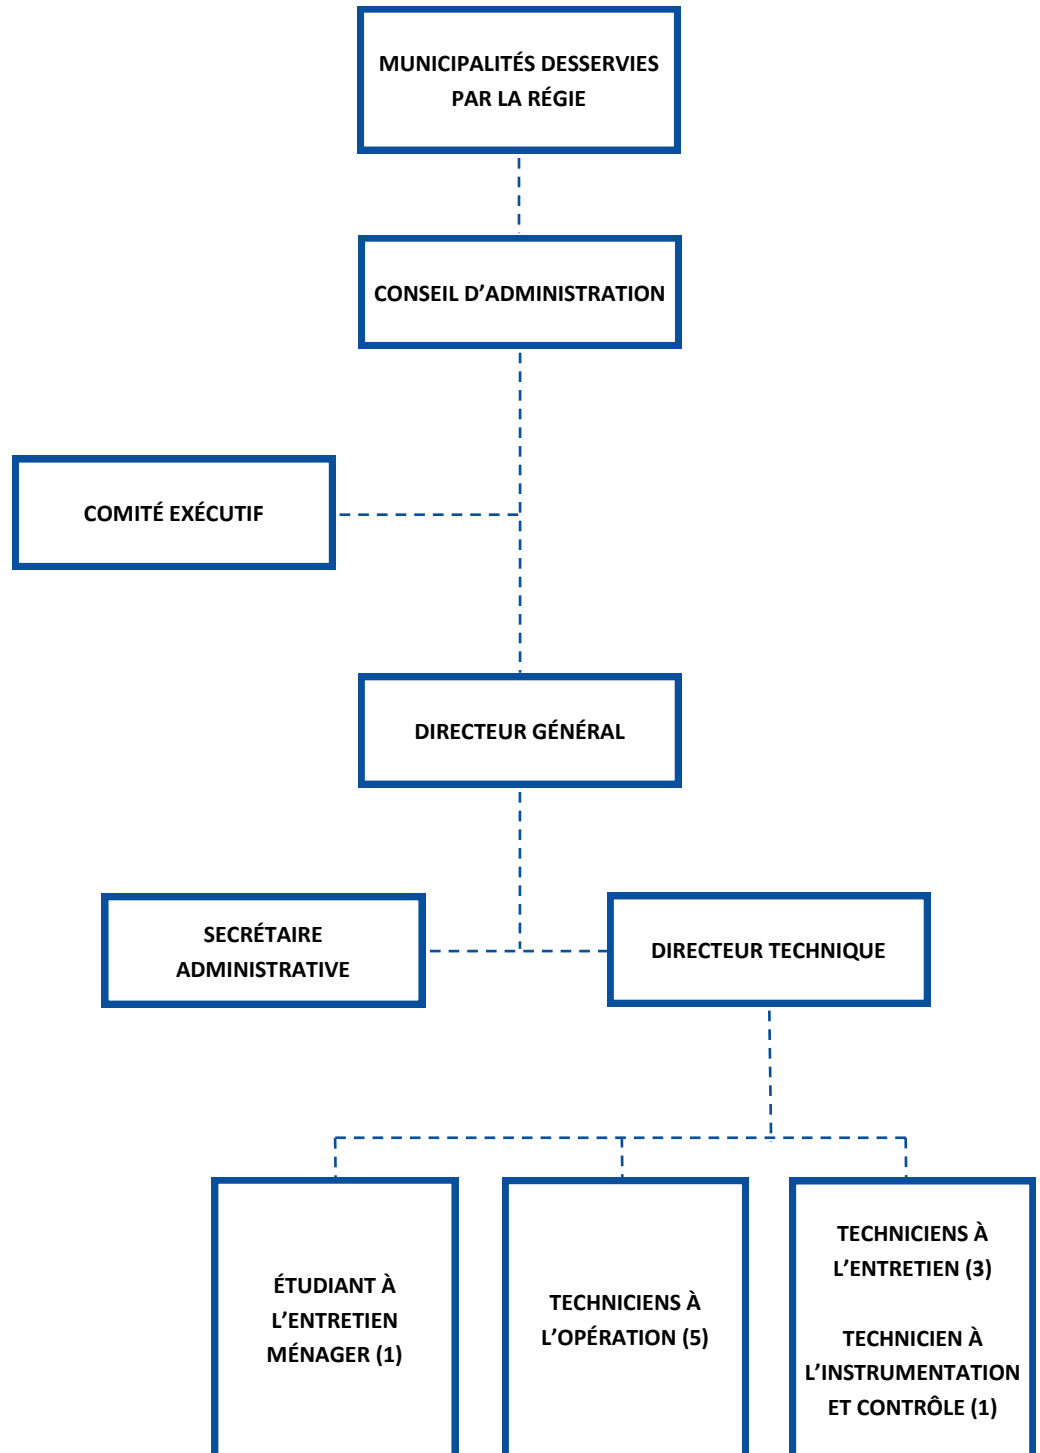 MUNICIPALITÉS DESSERVIES
PAR LA RÉGIE
CONSEIL D’ADMINISTRATION
COMITÉ EXÉCUTIF
DIRECTEUR GÉNÉRAL
SECRÉTAIRE
ADMINISTRATIVE
DIRECTEUR TECHNIQUE
ÉTUDIANT À
L’ENTRETIEN
MÉNAGER (1)
TECHNICIENS À
L’OPÉRATION (5)
TECHNICIENS À
L’ENTRETIEN (3)
TECHNICIEN À
L’INSTRUMENTATION
ET CONTRÔLE (1)